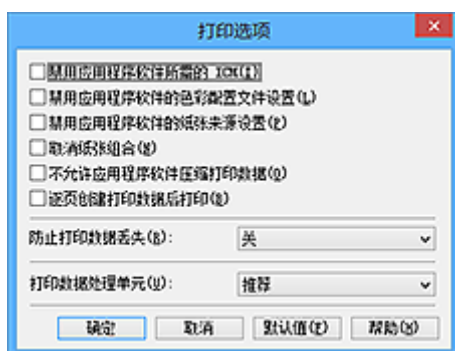 打印选项
禁用应用程序软件所需的 ICM(I)
禁用应用程序软件的色彩配置文件设置(L)
禁用应用程序软件的纸张来源设置(P)
取消纸张组合(N)
不允许应用程序软件压缩打印数据(O)
逐页创建打印数据后打印(S)
防止打印数据丢失(R): 关
打印数据处理单元(U): 推荐
确定 取消 默认值(F) 帮助(H)